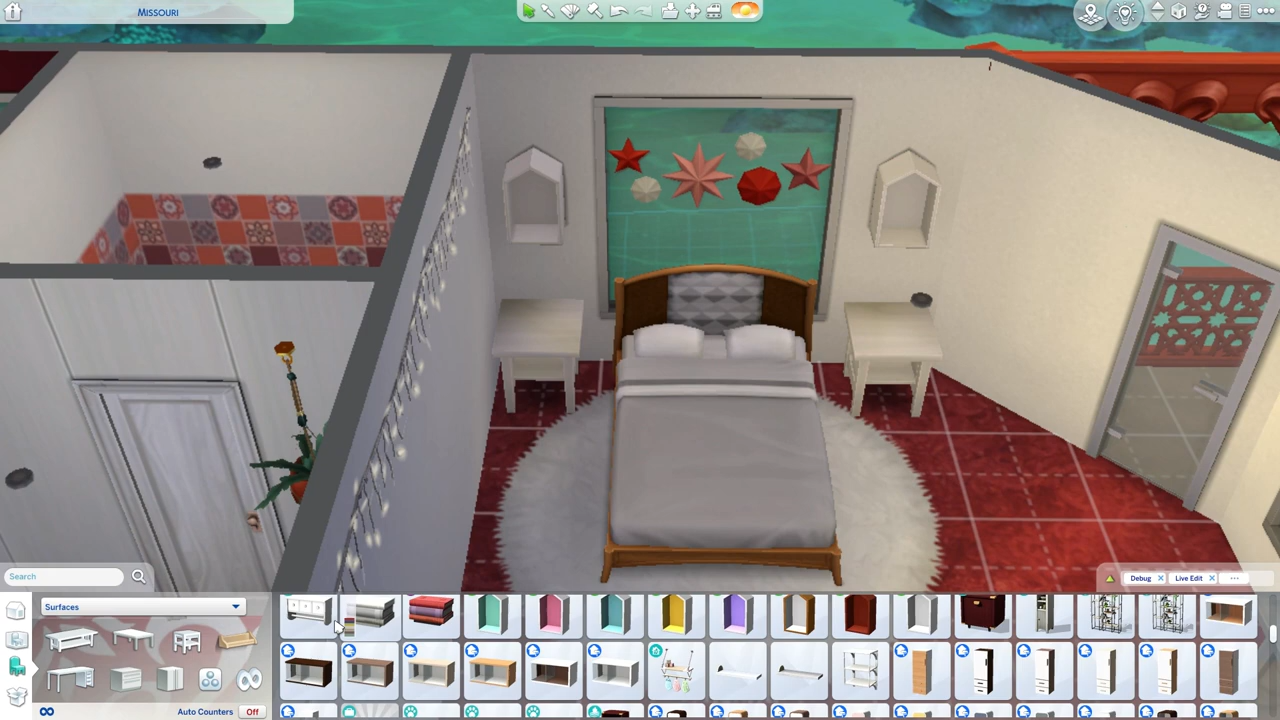 Missouri
Debug
Live Edit
Search
Surfaces
Auto Counters Off